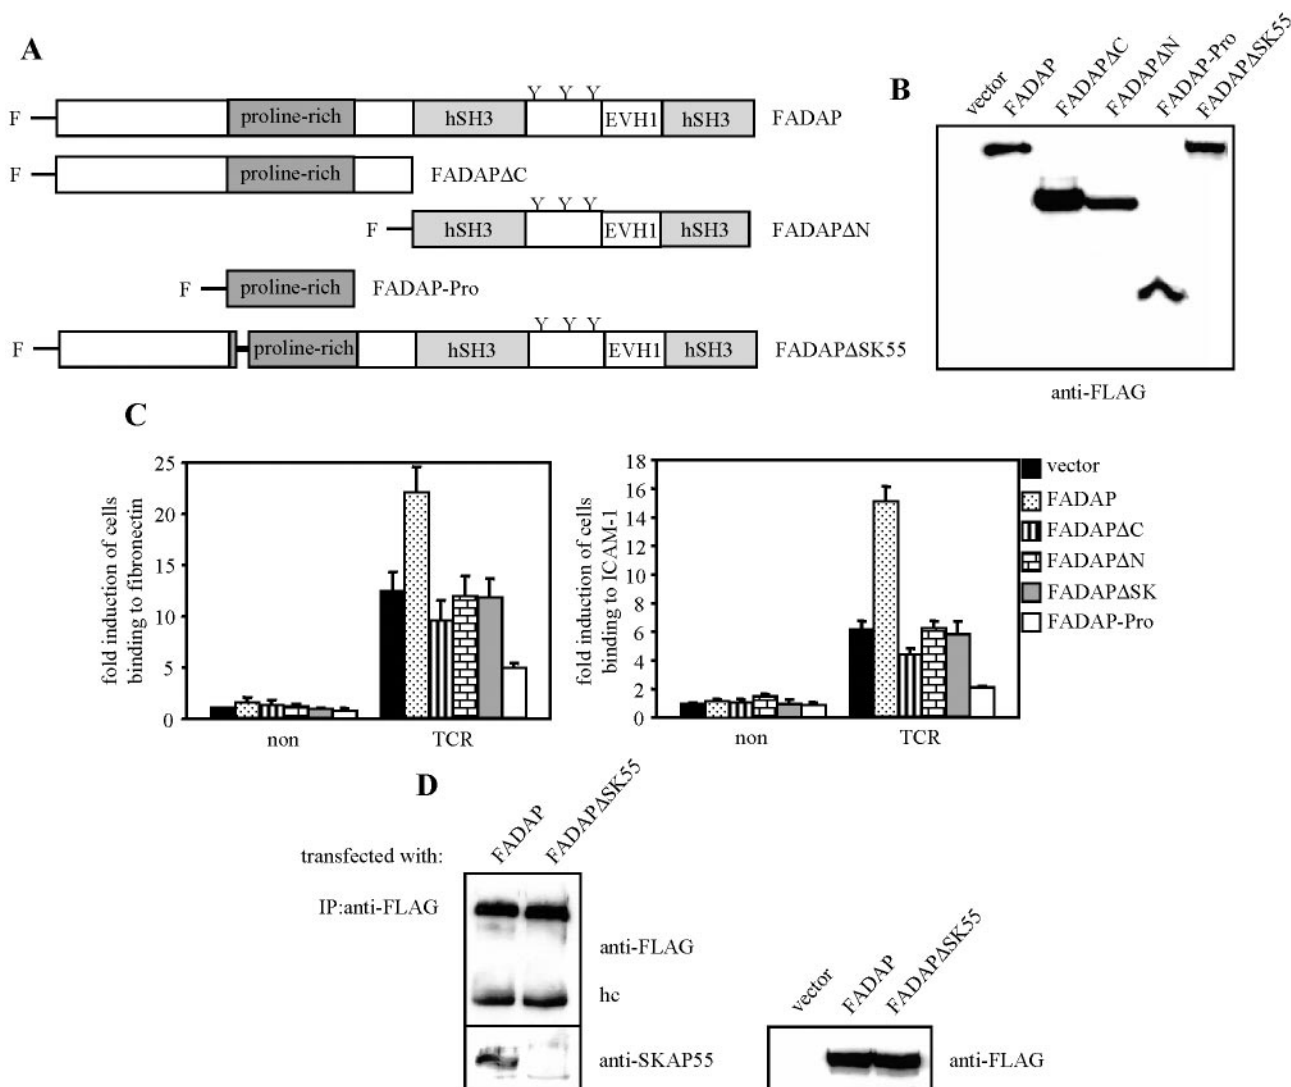 A
Y Y Y
F proline-rich hSH3 EVH1 hSH3 FADAP
F proline-rich FADAPΔC
Y Y Y
F hSH3 EVH1 hSH3 FADAPΔN
F proline-rich FADAP-Pro
Y Y Y
F proline-rich hSH3 EVH1 hSH3 FADAPΔSK55
B
vector FADAP FADAPΔC FADAPΔN FADAP-Pro FADAPΔSK55
anti-FLAG
C
fold induction of cells
binding to fibronectin
25
20
15
10
5
0
non TCR
fold induction of cells
binding to ICAM-1
18
16
14
12
10
8
6
4
2
0
non TCR
vector
FADAP
FADAPΔC
FADAPΔN
FADAPΔSK
FADAP-Pro
D
transfected with: FADAP FADAPΔSK55
IP:anti-FLAG
anti-FLAG
hc
anti-SKAP55
vector FADAP FADAPΔSK55
anti-FLAG